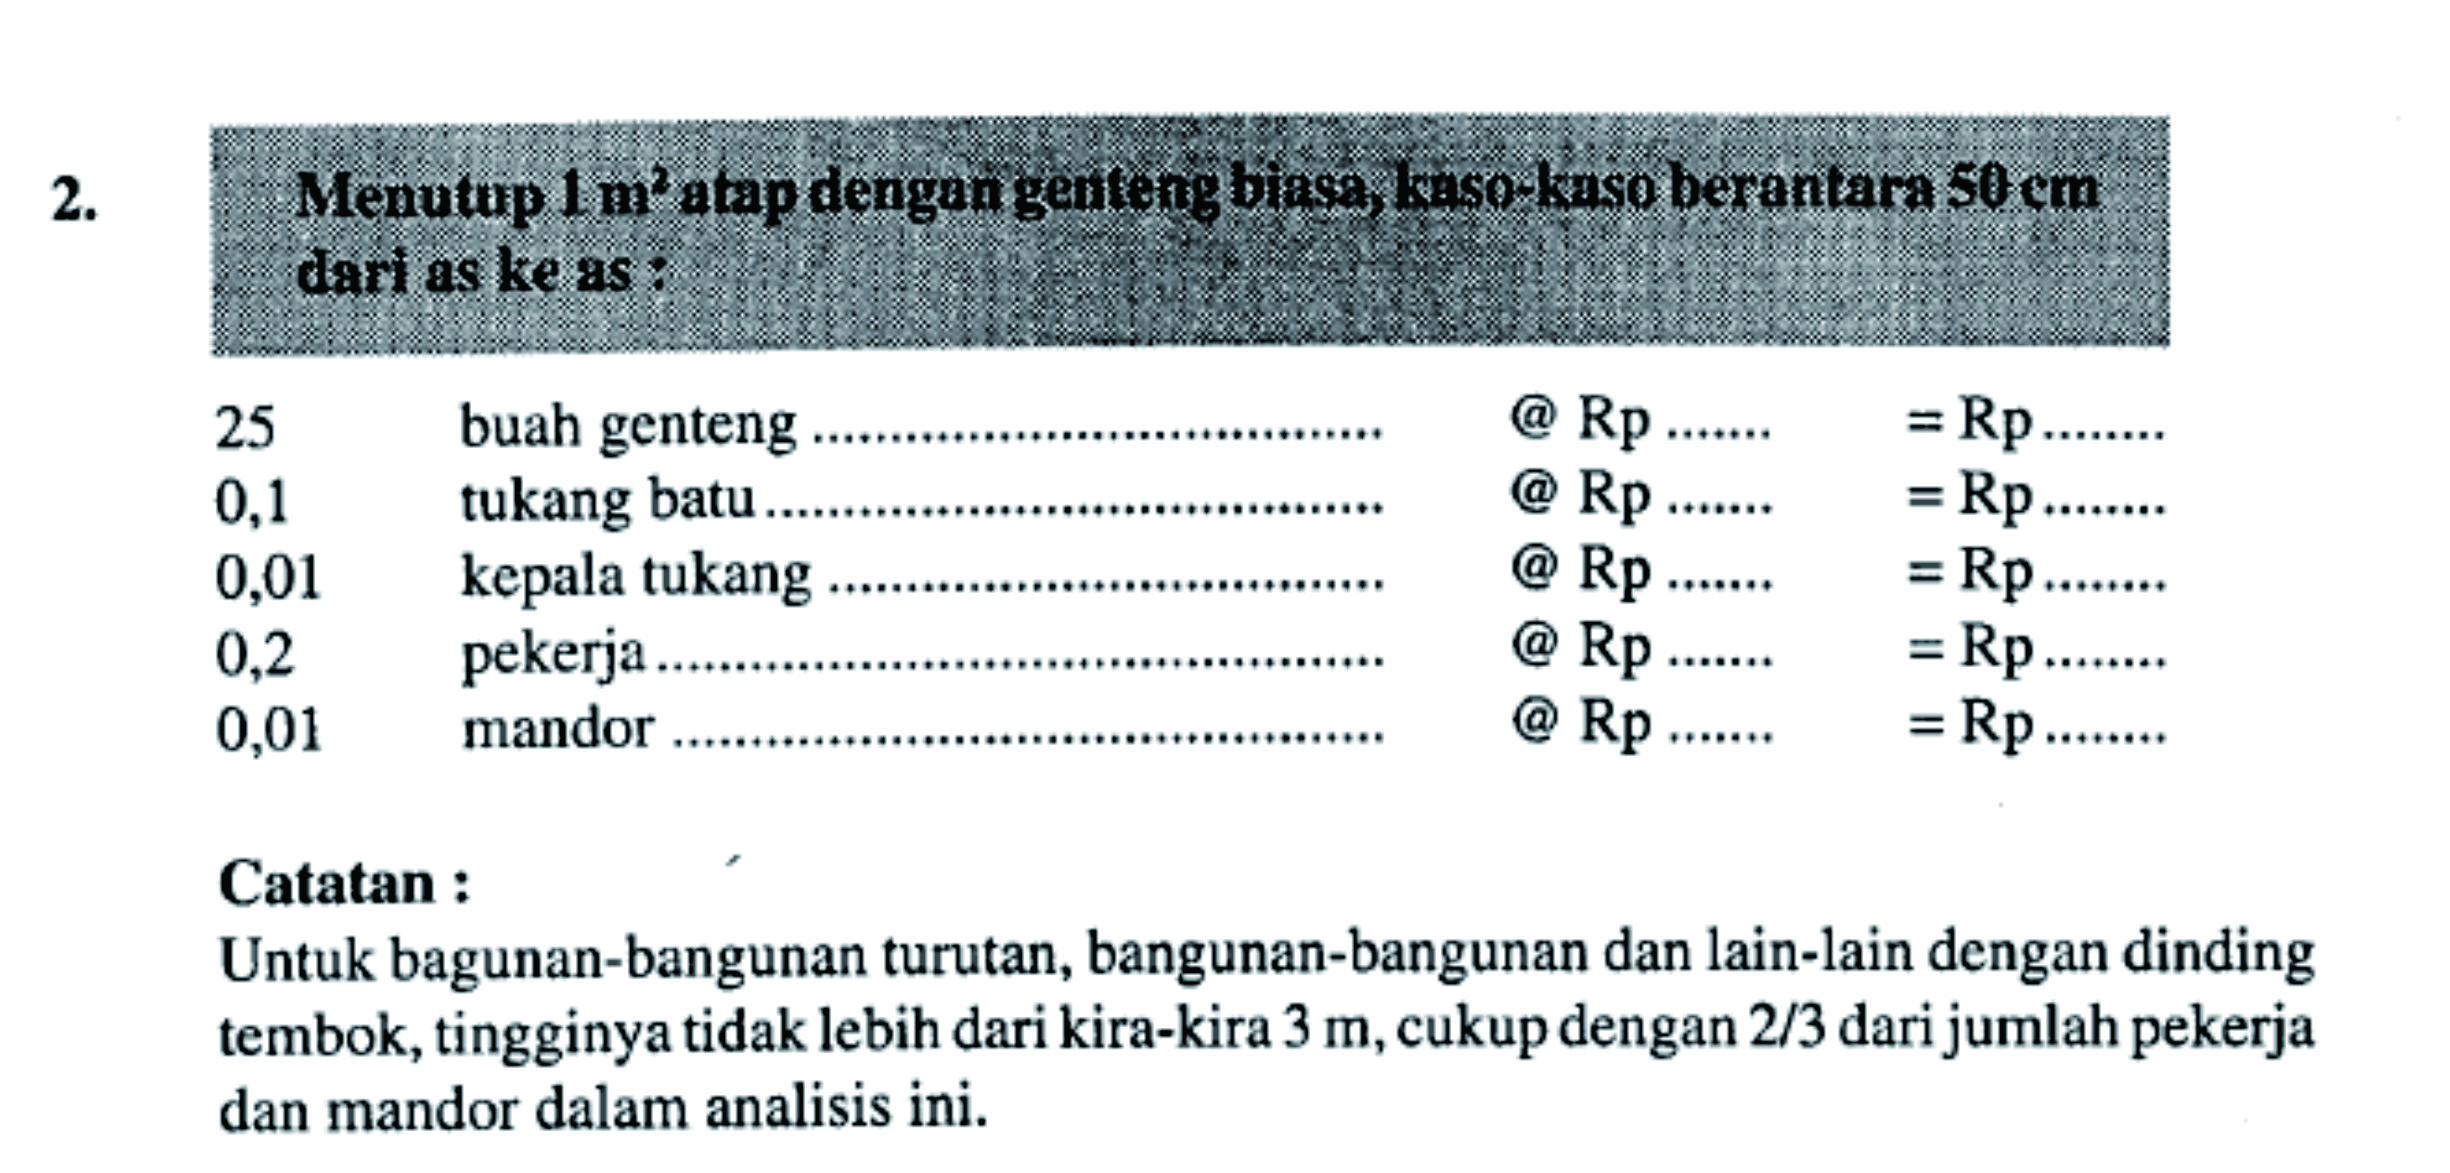 2. Menutup 1 m² atap dengan genteng biasa, kaso-kaso berantara 50 cm
dari as ke as :
25 buah genteng ..................................... @ Rp ....... = Rp ........
0,1 tukang batu ........................................ @ Rp ....... = Rp ........
0,01 kepala tukang .................................... @ Rp ....... = Rp ........
0,2 pekerja ............................................... @ Rp ....... = Rp ........
0,01 mandor .............................................. @ Rp ....... = Rp ........
Catatan :
Untuk bagunan-bangunan turutan, bangunan-bangunan dan lain-lain dengan dinding
tembok, tingginya tidak lebih dari kira-kira 3 m, cukup dengan 2/3 dari jumlah pekerja
dan mandor dalam analisis ini.